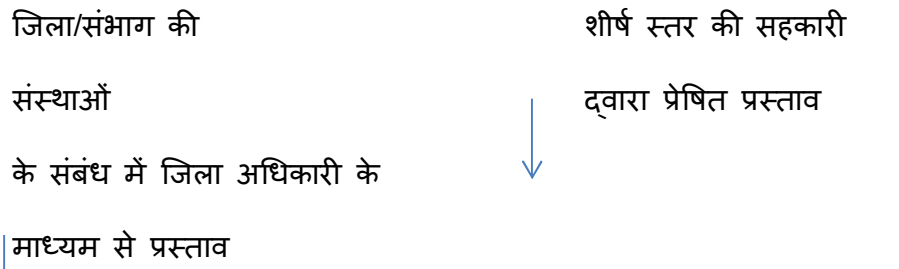 जिला/संभाग की
संस्थाओं
के संबंध में जिला अधिकारी के
माध्यम से प्रस्ताव
शीर्ष स्तर की सहकारी
द्वारा प्रेषित प्रस्ताव